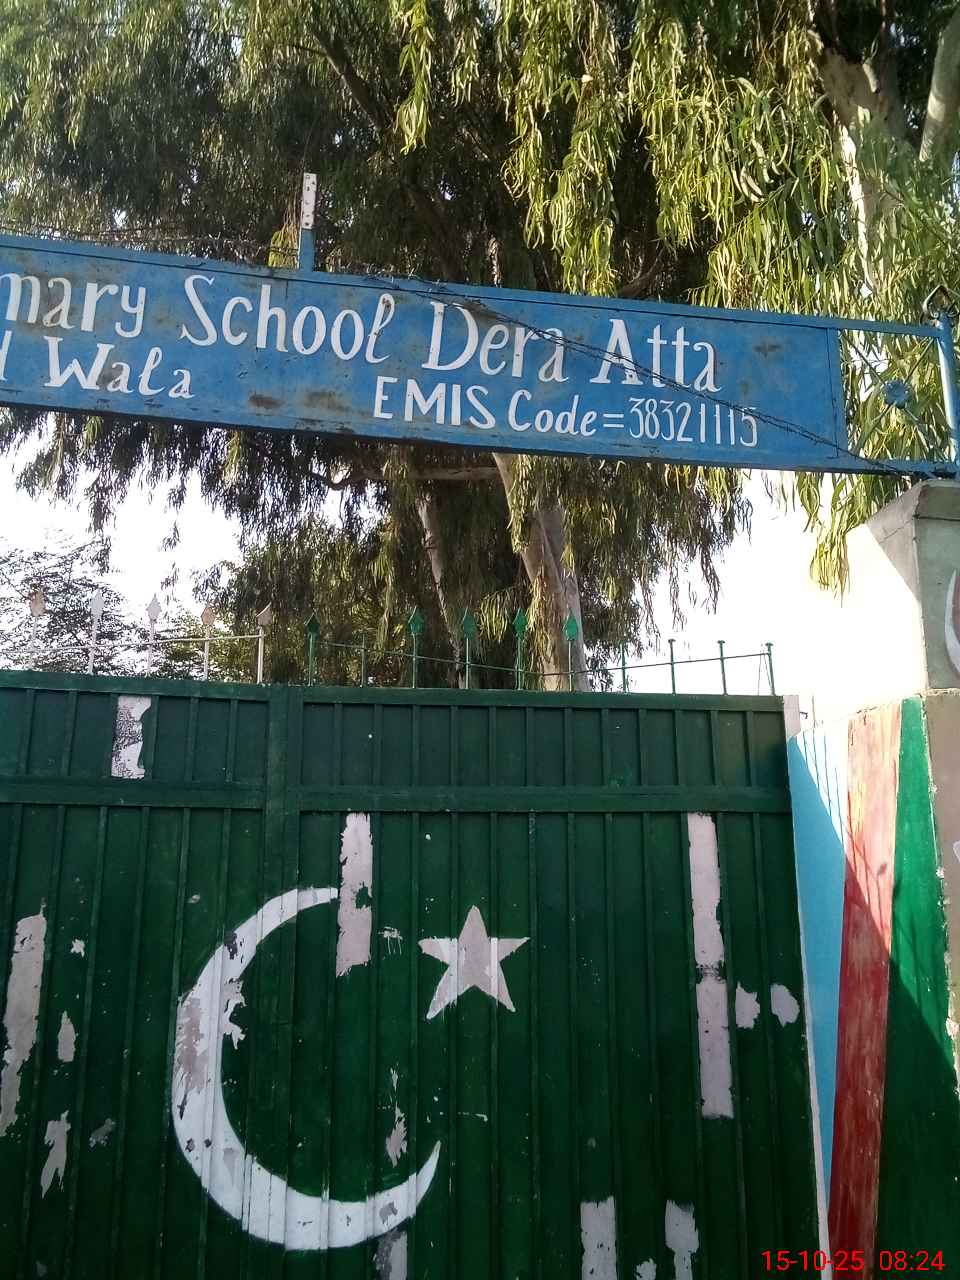 mary School Dera Atta
d Wala
EMIS Code = 38321115
15-10-25 08:24